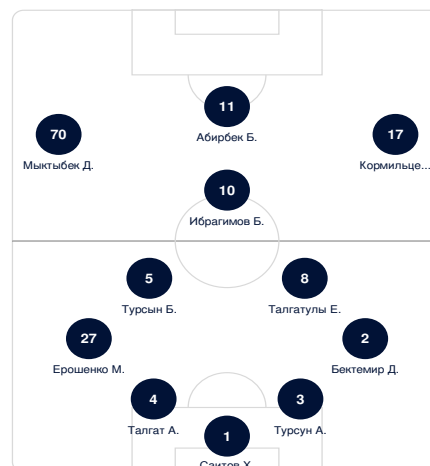 11
Абирбек Б.
70
Мыктыбек Д.
17
Кормильце...
10
Ибрагимов Б.
5
Турсын Б.
8
Талгатулы Е.
27
Ерошенко М.
2
Бектемир Д.
4
Талгат А.
3
Турсун А.
1
Саитов Х.